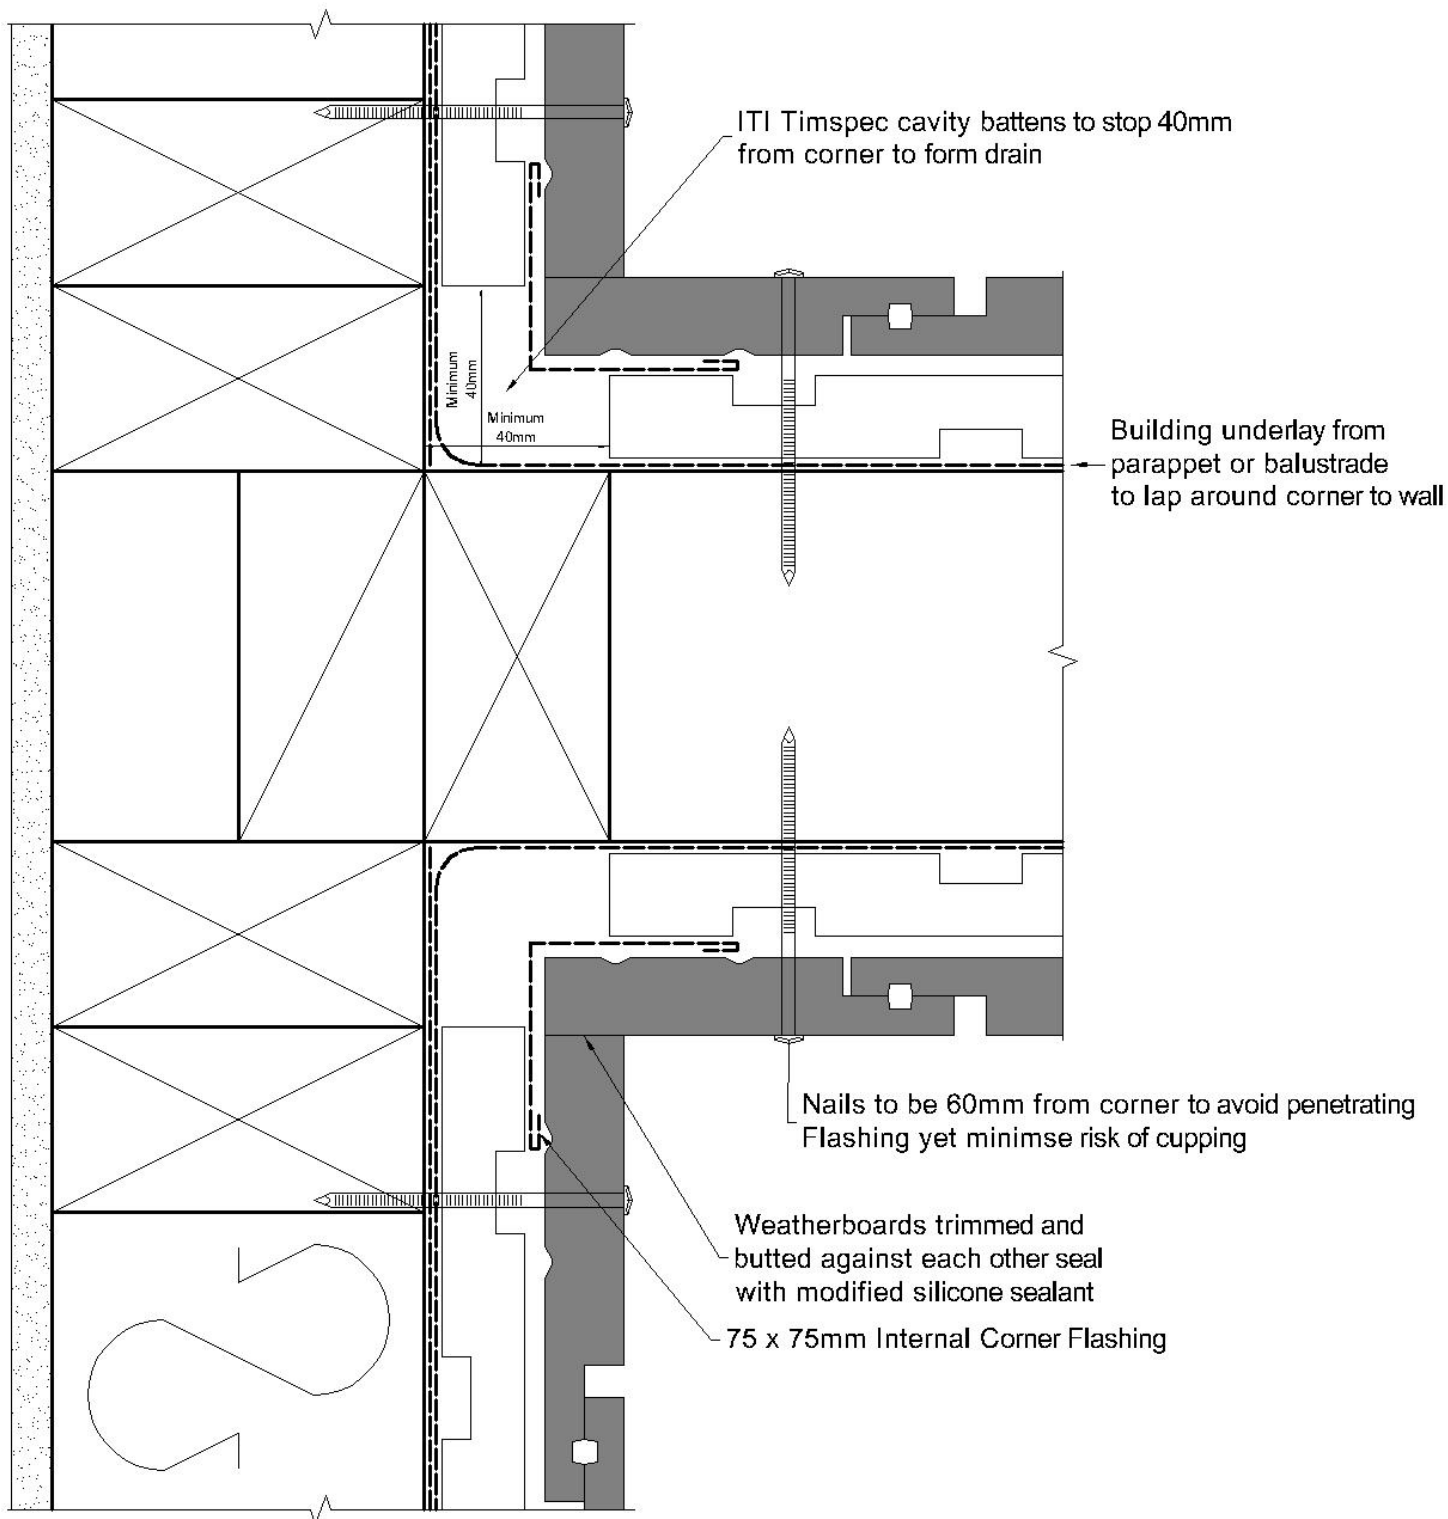 ITI Timspec cavity battens to stop 40mm
from corner to form drain
Minimum
40mm
Minimum
40mm
Building underlay from
parappet or balustrade
to lap around corner to wall
Nails to be 60mm from corner to avoid penetrating
Flashing yet minimse risk of cupping
Weatherboards trimmed and
butted against each other seal
with modified silicone sealant
75 x 75mm Internal Corner Flashing